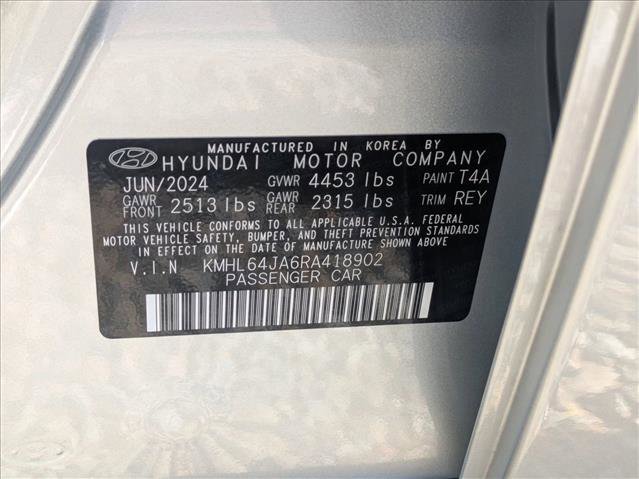 MANUFACTURED IN KOREA BY
HYUNDAI MOTOR COMPANY
JUN/2024 GVWR 4453 lbs PAINT T4A
GAWR FRONT 2513 lbs GAWR REAR 2315 lbs TRIM REY
THIS VEHICLE CONFORMS TO ALL APPLICABLE U.S.A. FEDERAL
MOTOR VEHICLE SAFETY, BUMPER, AND THEFT PREVENTION STANDARDS
IN EFFECT ON THE DATE OF MANUFACTURE SHOWN ABOVE.
V.I.N KMHL64JA6RA418902
PASSENGER CAR